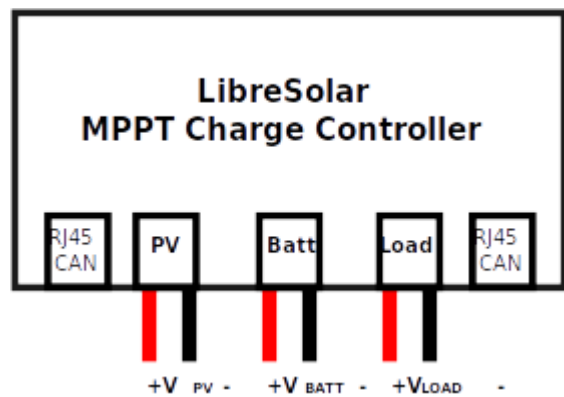 LibreSolar
MPPT Charge Controller
RJ45
CAN
PV
Batt
Load
RJ45
CAN
+V PV -
+V BATT -
+VLOAD -